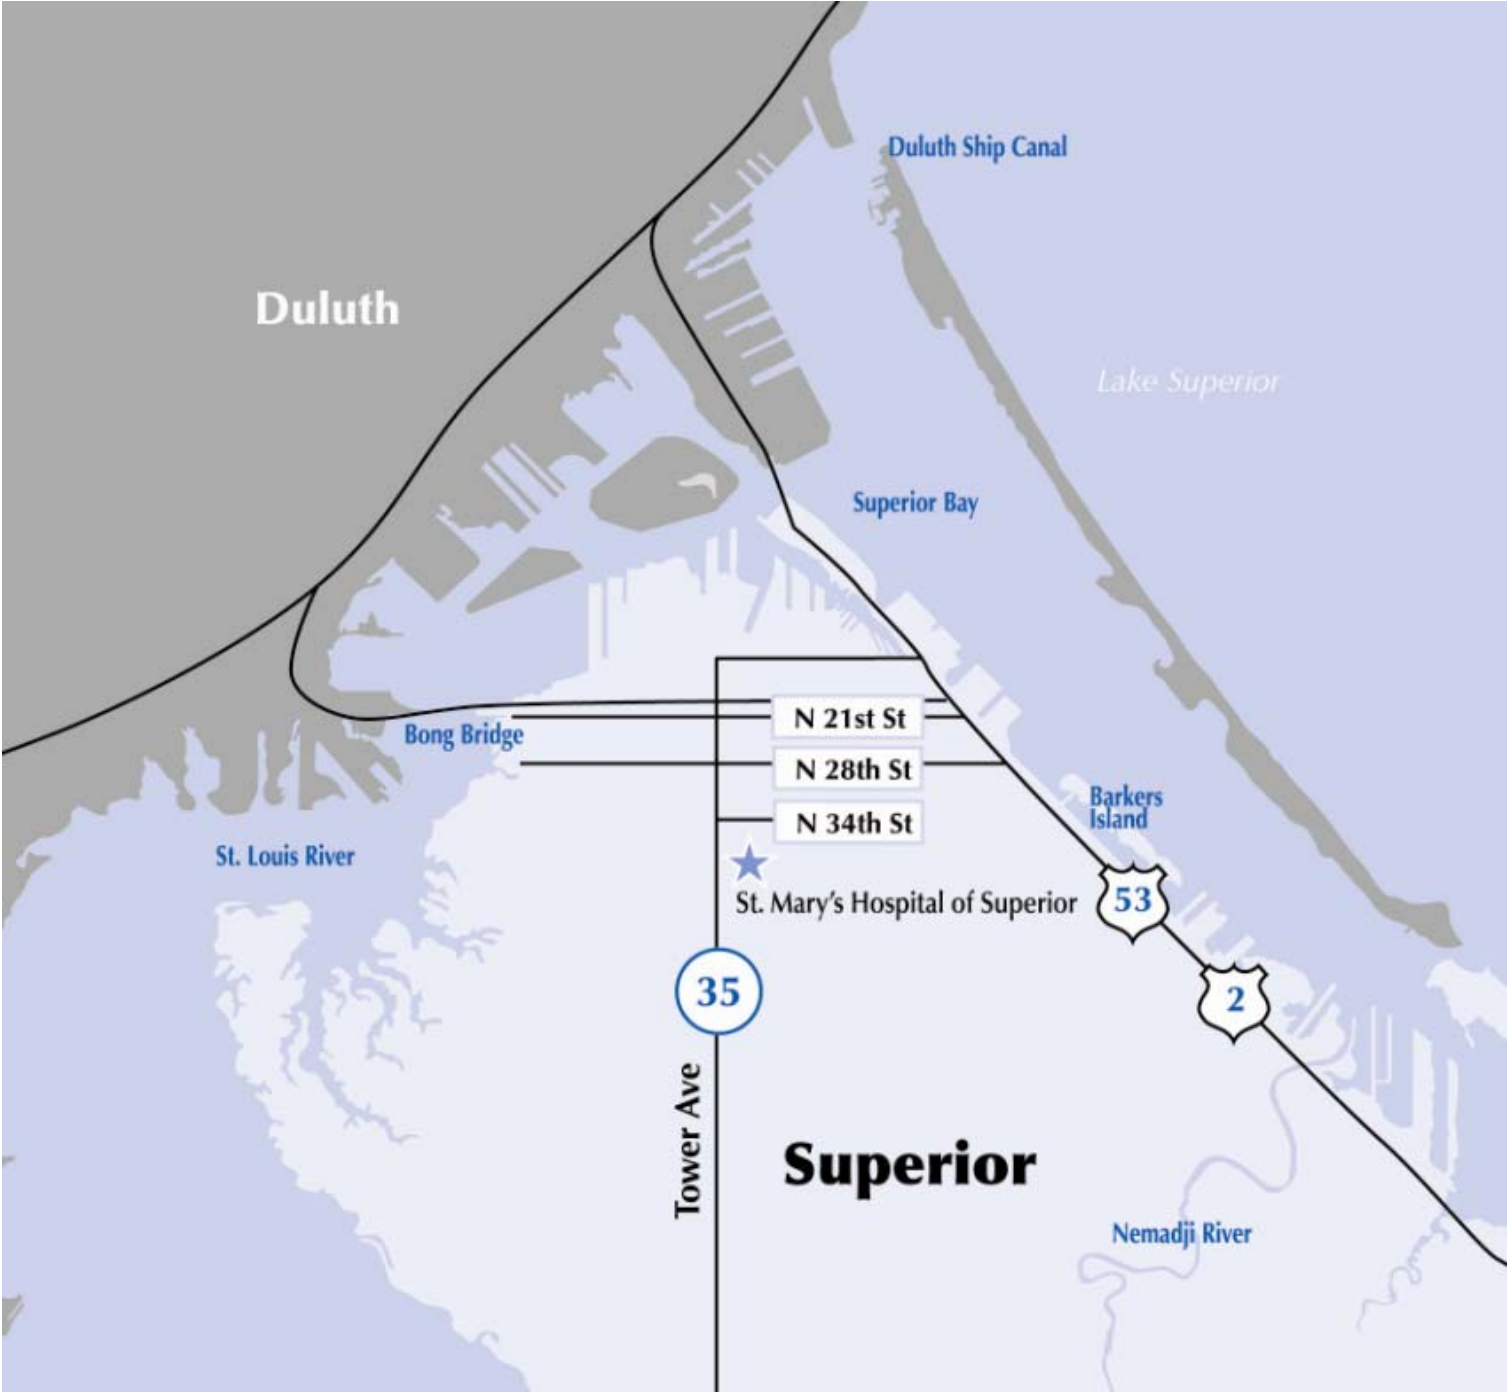 Duluth Ship Canal
Duluth
Lake Superior
Superior Bay
N 21st St
Bong Bridge
N 28th St
Barkers
Island
N 34th St
St. Louis River
St. Mary's Hospital of Superior
53
35
2
Tower Ave
Superior
Nemadji River